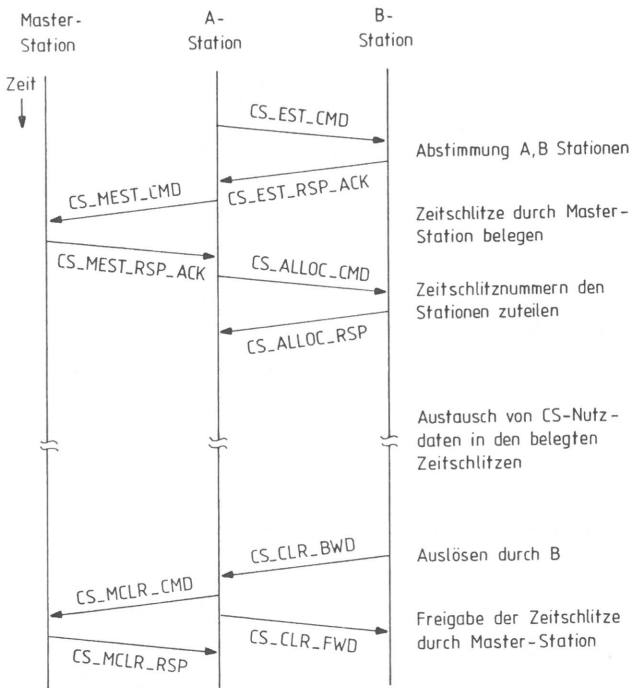 Master-
Station
A-
Station
B-
Station
Zeit
CS_EST_CMD
Abstimmung A,B Stationen
CS_EST_RSP_ACK
CS_MEST_CMD
Zeitschlitze durch Master-
Station belegen
CS_MEST_RSP_ACK
CS_ALLOC_CMD
Zeitschlitznummern den
Stationen zuteilen
CS_ALLOC_RSP
Austausch von CS-Nutz-
daten in den belegten
Zeitschlitzen
CS_CLR_BWD
Auslösen durch B
CS_MCLR_CMD
Freigabe der Zeitschlitze
durch Master-Station
CS_CLR_FWD
CS_MCLR_RSP